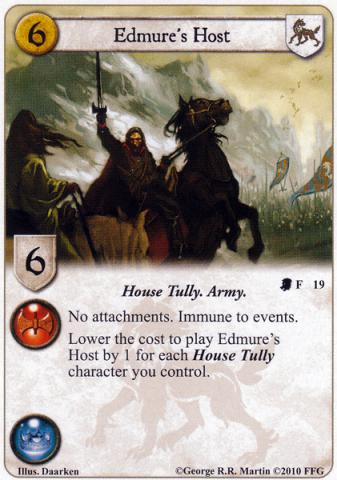 6
Edmure's Host
6
House Tully. Army.
F 19
No attachments. Immune to events.
Lower the cost to play Edmure's
Host by 1 for each House Tully
character you control.
Illus. Daarken
©George R.R. Martin ©2010 FFG